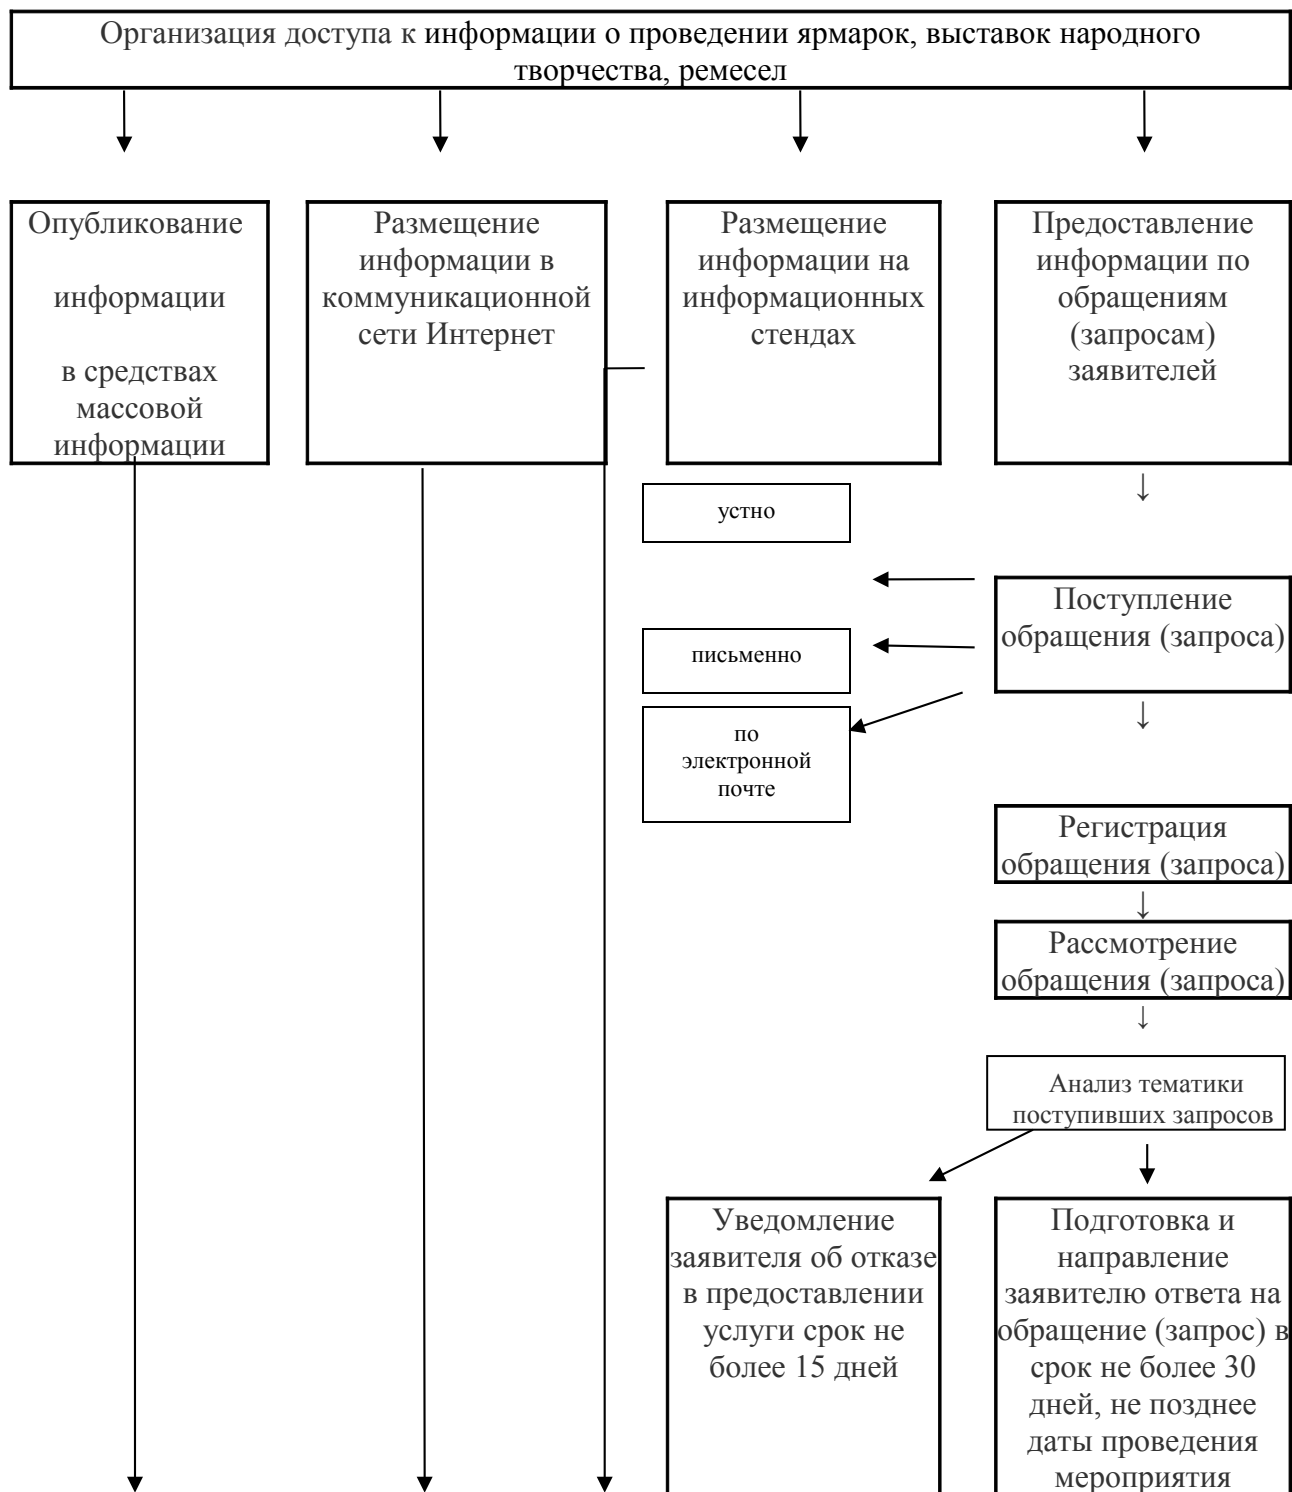 Организация доступа к информации о проведении ярмарок, выставок народного
творчества, ремесел
Опубликование
информации
в средствах
массовой
информации
Размещение
информации в
коммуникационной
сети Интернет
Размещение
информации на
информационных
стендах
Предоставление
информации по
обращениям
(запросам)
заявителей
↓
устно
Поступление
обращения (запроса)
письменно
↓
по
электронной
почте
Регистрация
обращения (запроса)
↓
Рассмотрение
обращения (запроса)
↓
Анализ тематики
поступивших запросов
Уведомление
заявителя об отказе
в предоставлении
услуги срок не
более 15 дней
Подготовка и
направление
заявителю ответа на
обращение (запрос) в
срок не более 30
дней, не позднее
даты проведения
мероприятия